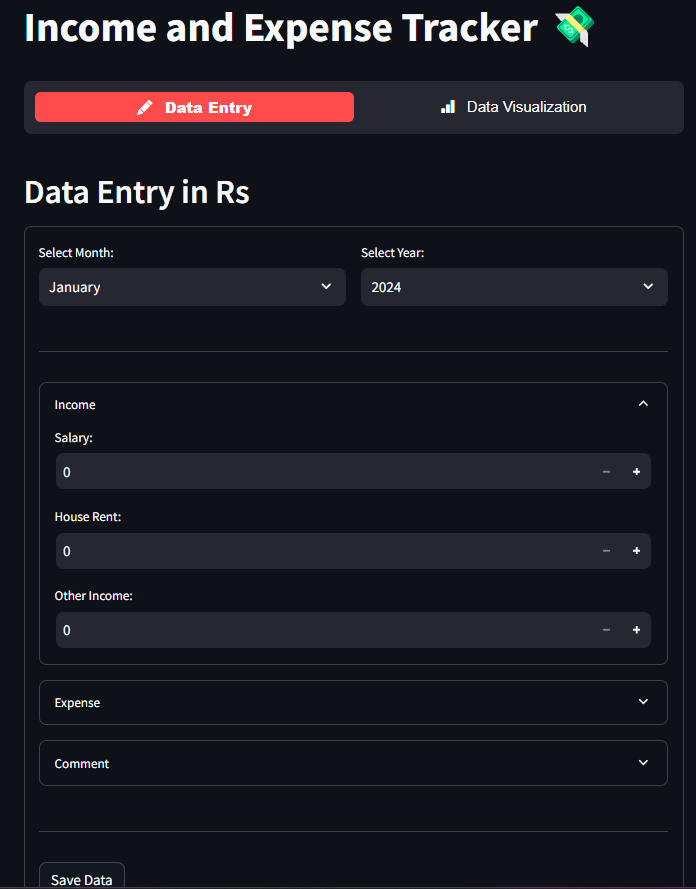 Income and Expense Tracker
Data Entry
Data Visualization
Data Entry in Rs
Select Month:
Select Year:
January
2024
Income
Salary:
0
House Rent:
0
Other Income:
0
Expense
Comment
Save Data